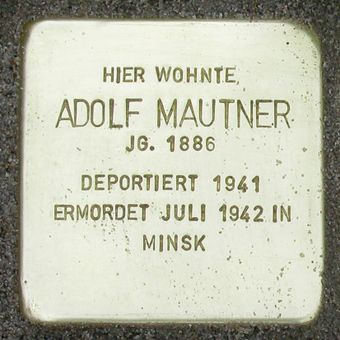 HIER WOHNTE
ADOLF MAUTNER
JG. 1886
DEPORTIERT 1941
ERMORDET JULI 1942 IN
MINSK